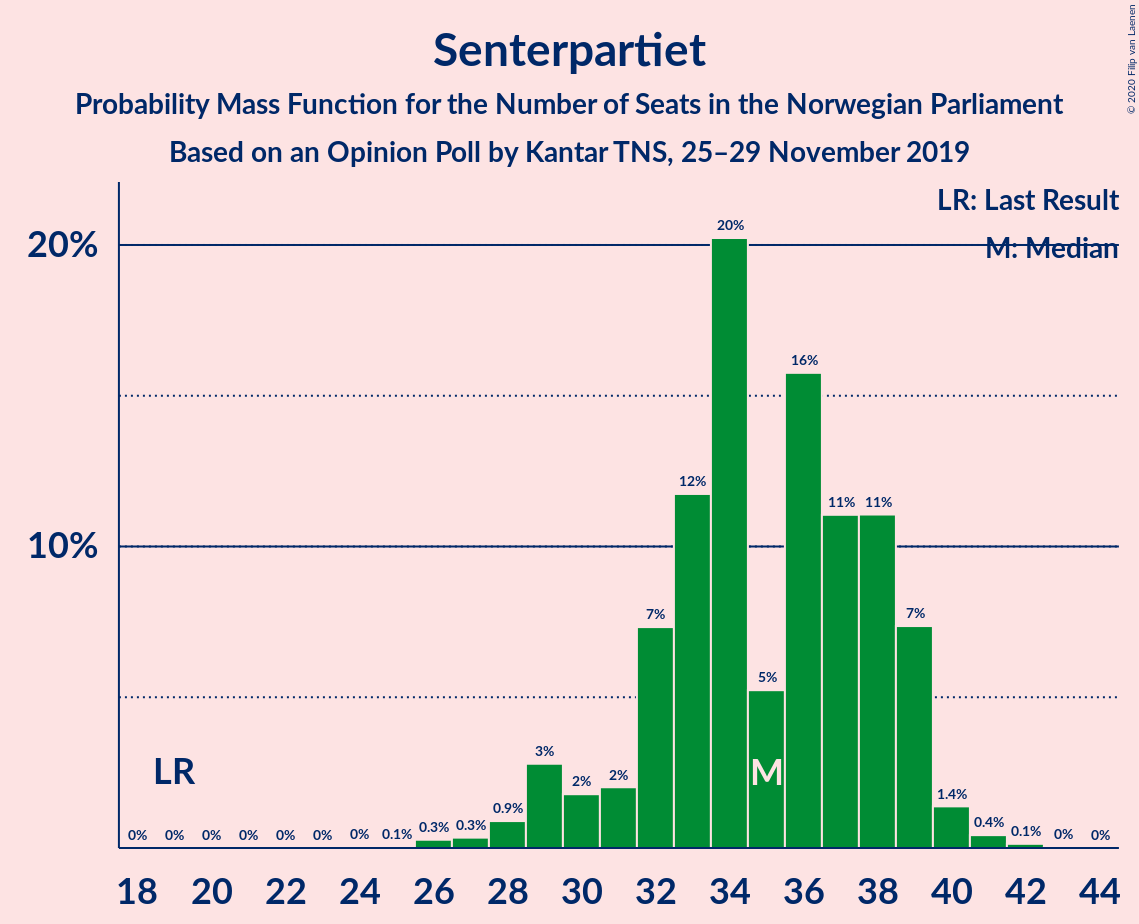 Senterpartiet
Probability Mass Function for the Number of Seats in the Norwegian Parliament
Based on an Opinion Poll by Kantar TNS, 25–29 November 2019
© 2020 Filip van Laenen
LR: Last Result
M: Median
20%
10%
20%
16%
12%
11% 11%
7%
7%
5%
3%
2%
2%
1.4%
0.9%
0.4%
0% 0% 0% 0% 0% 0% 0% 0.1% 0.3% 0.3%
0.1% 0% 0%
LR
M
18 20 22 24 26 28 30 32 34 36 38 40 42 44